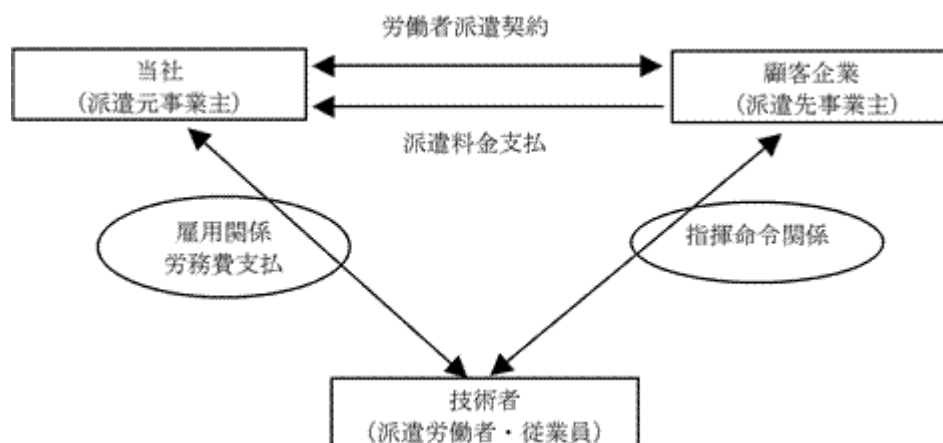 労働者派遣契約
当社
(派遣元事業主)
顧客企業
(派遣先事業主)
派遣料金支払
雇用関係
労務費支払
指揮命令関係
技術者
(派遣労働者・従業員)